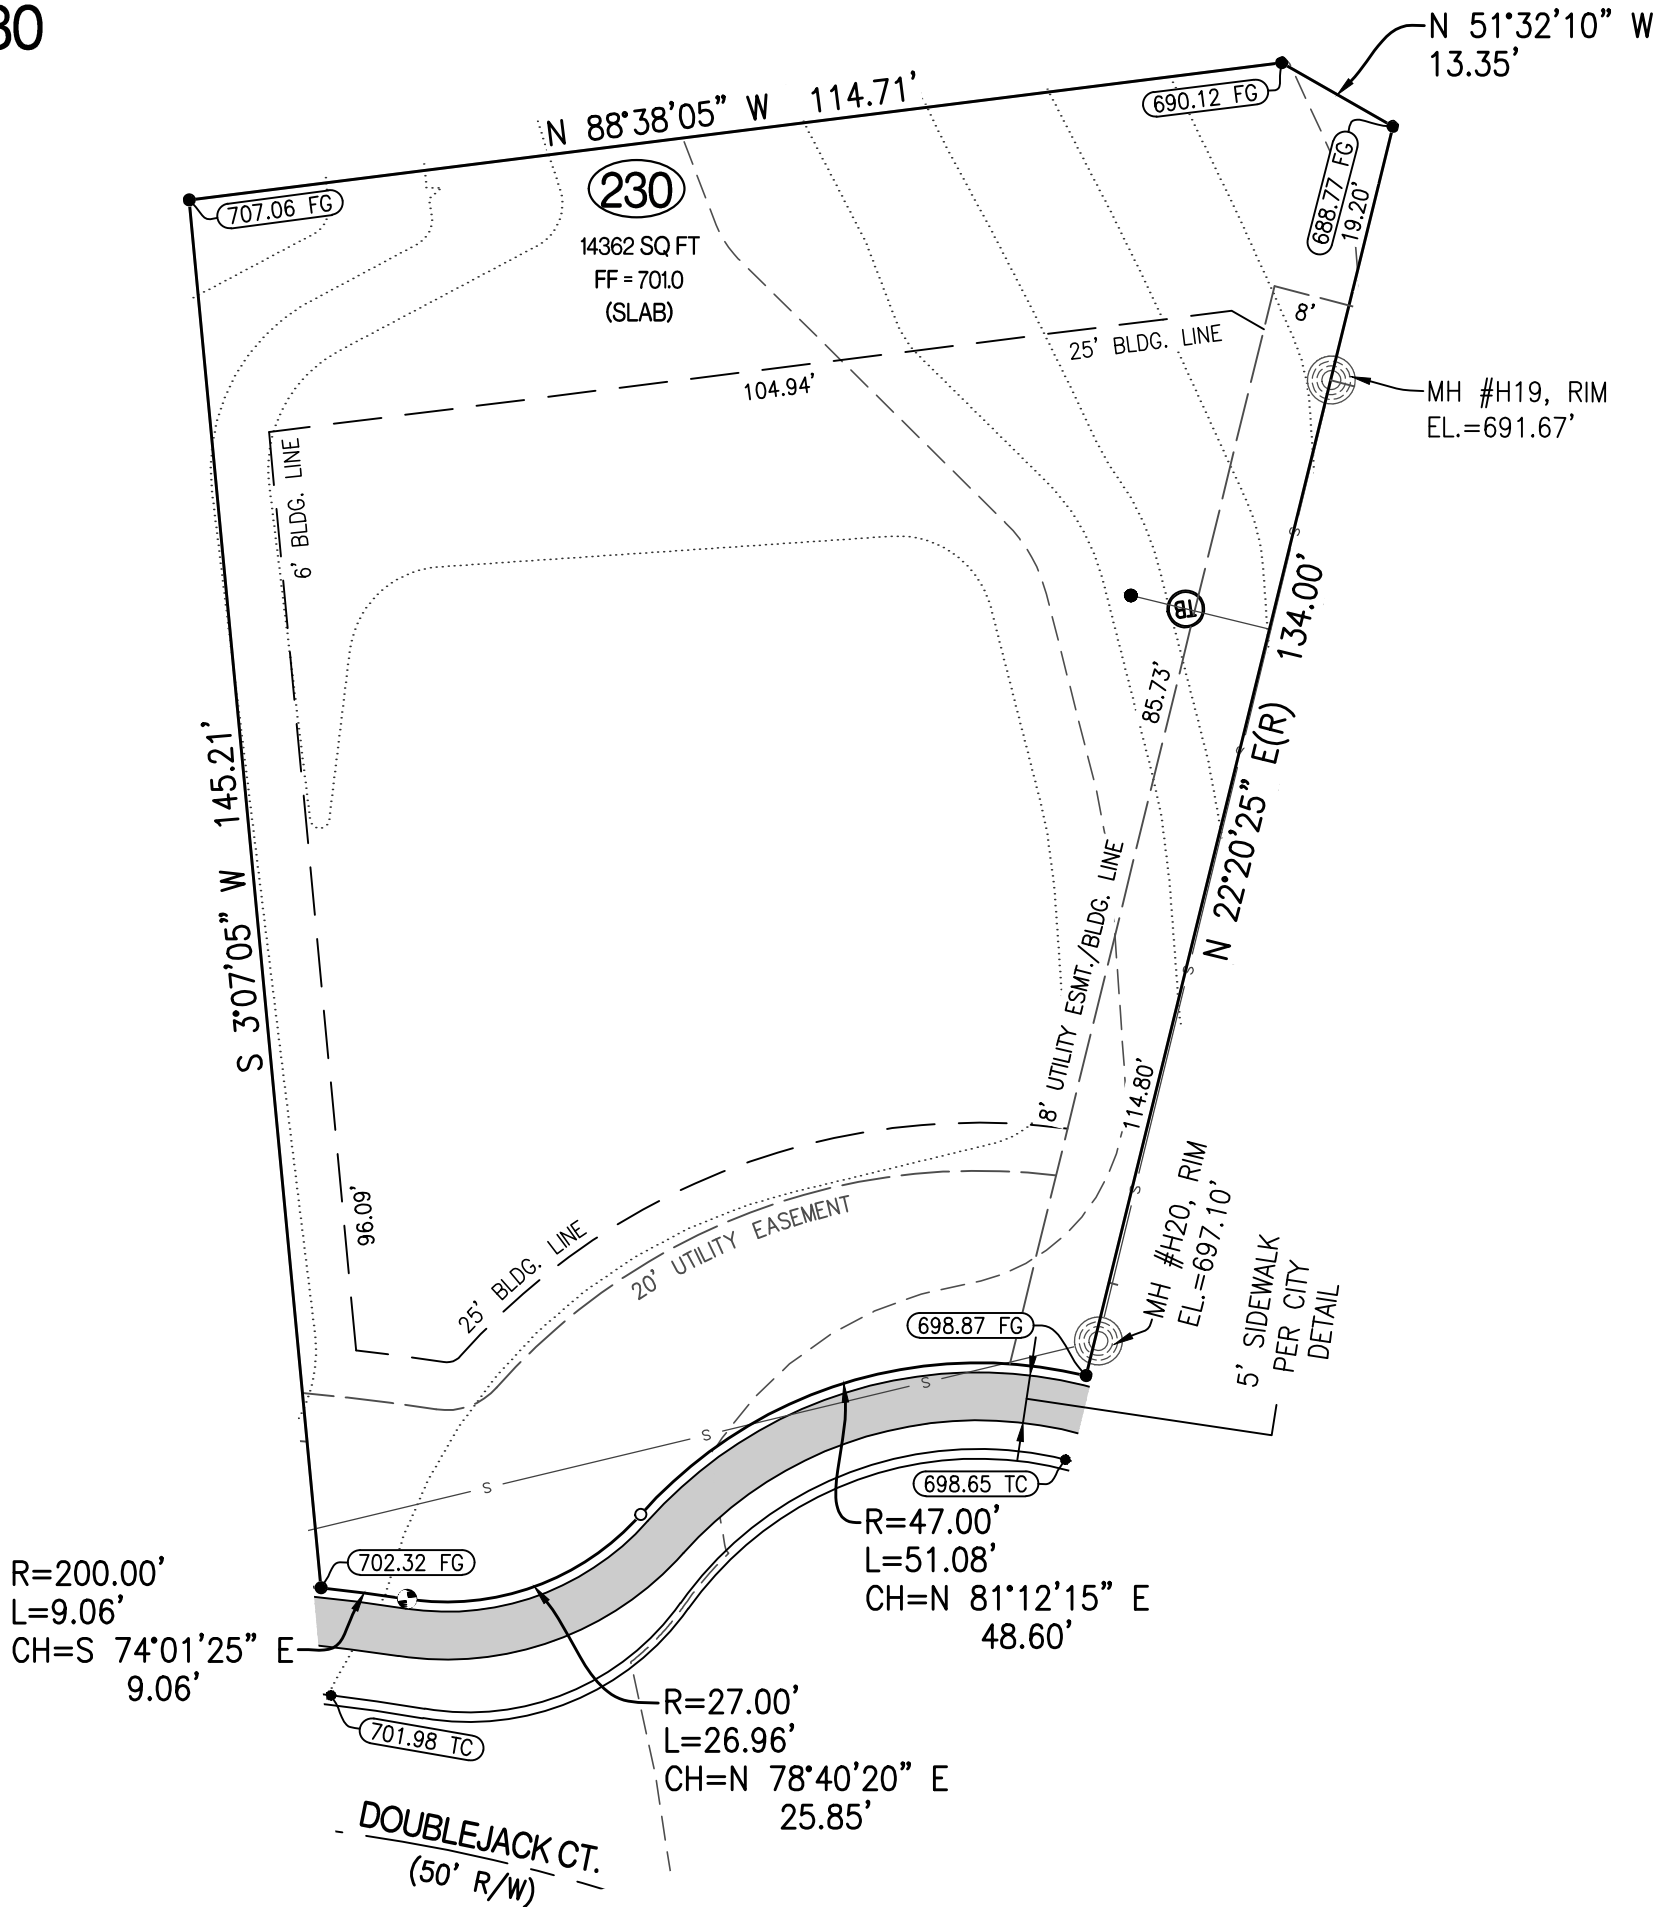 30
N 51°32'10" W
13.35'
N 88°38'05" W 114.71'
690.12 FG
688.77 FG
19.20'
707.06 FG
230
14362 SQ FT
FF = 701.0
(SLAB)
8'
25' BLDG. LINE
104.94'
MH #H19, RIM
EL.=691.67'
6' BLDG. LINE
S
TB
134.00'
85.73'
N 22°20'25" E(R)
S
S 3°07'05" W 145.21'
8' UTILITY ESMT./BLDG. LINE
S
114.80'
S
96.09'
MH #H20, RIM
EL.=697.10'
25' BLDG. LINE
20' UTILITY EASEMENT
5' SIDEWALK
PER CITY
DETAIL
698.87 FG
S
S
S
698.65 TC
R=47.00'
L=51.08'
CH=N 81°12'15" E
48.60'
702.32 FG
R=200.00'
L=9.06'
CH=S 74°01'25" E
9.06'
R=27.00'
L=26.96'
CH=N 78°40'20" E
25.85'
701.98 TC
DOUBLEJACK CT.
(50' R/W)